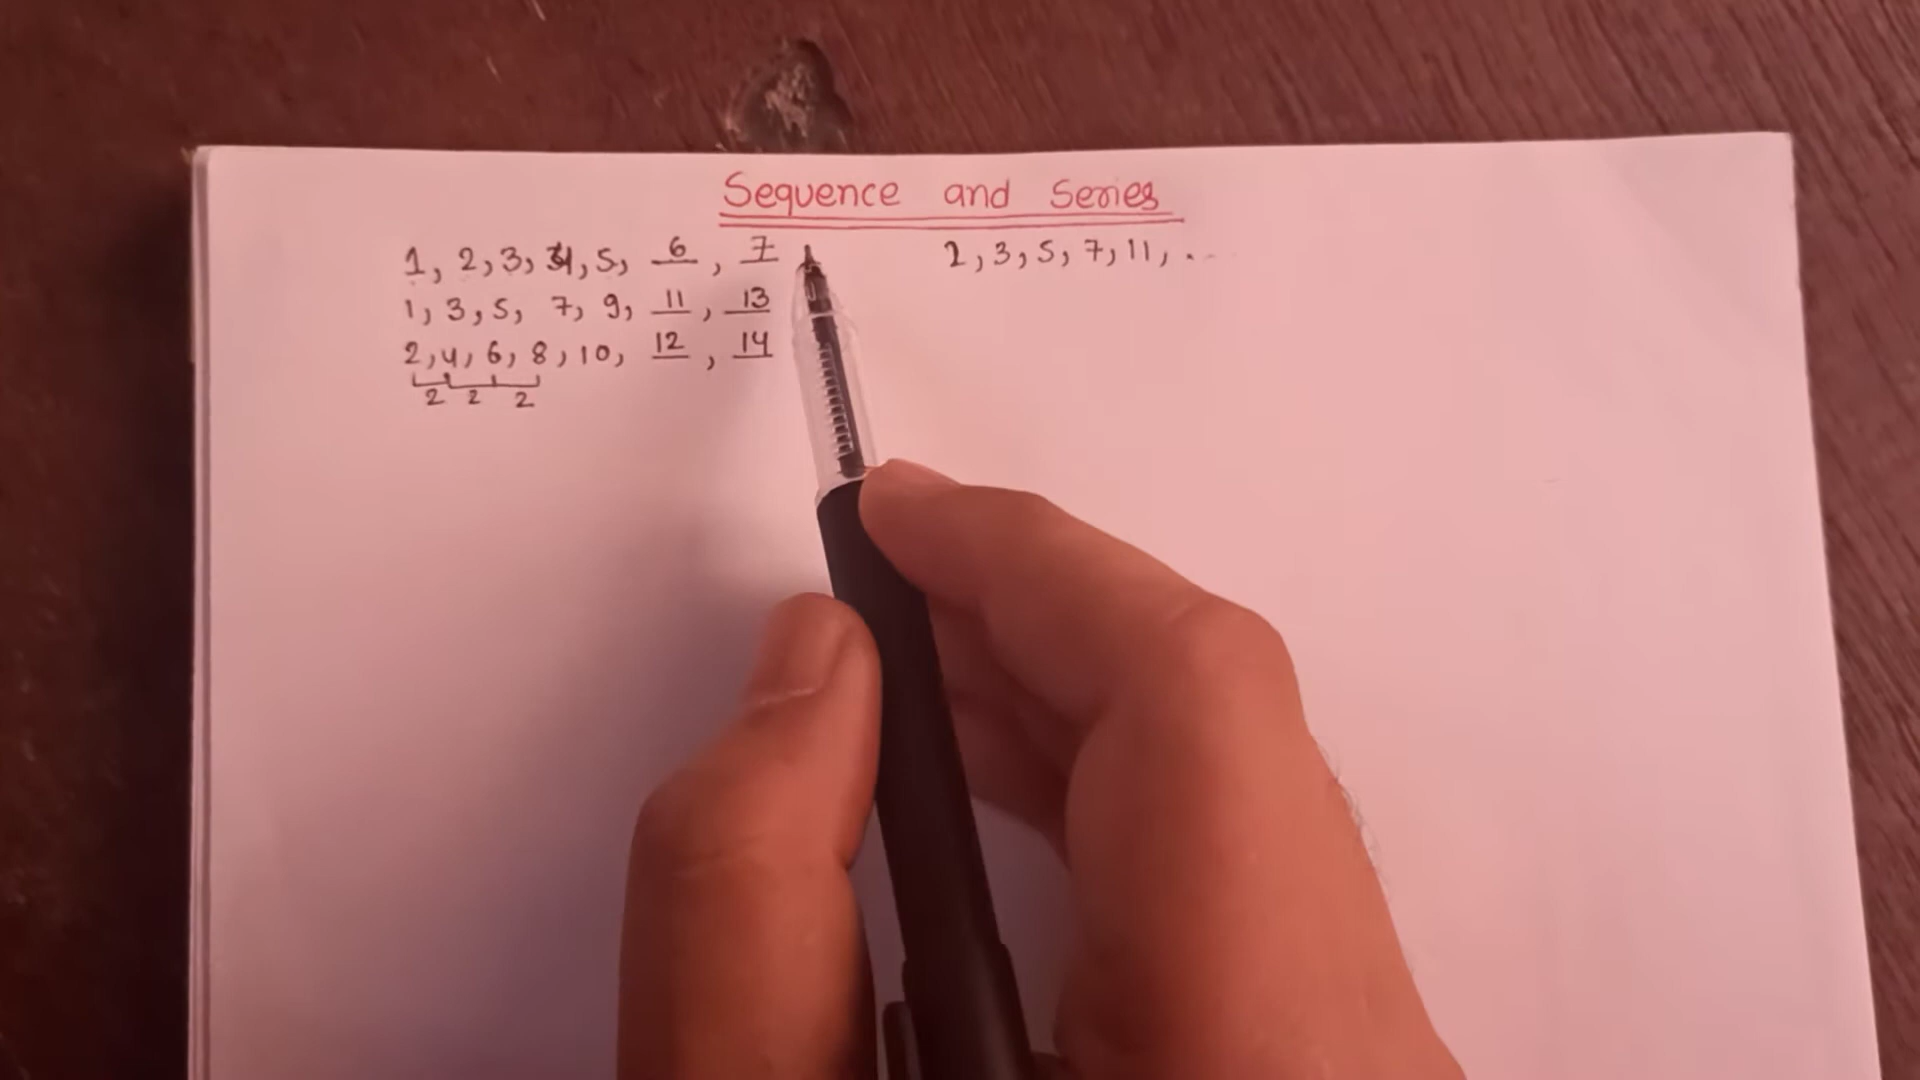 Sequence and Series
1, 2, 3, 4, 5, 6, 7
1, 3, 5, 7, 9, 11, 13
2, 4, 6, 8, 10, 12, 14
2 2 2
2, 3, 5, 7, 11, ...